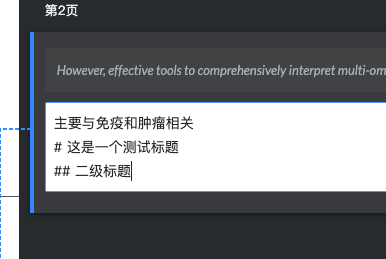 第2页
However, effective tools to comprehensively interpret multi-om
主要与免疫和肿瘤相关
# 这是一个测试标题
## 二级标题